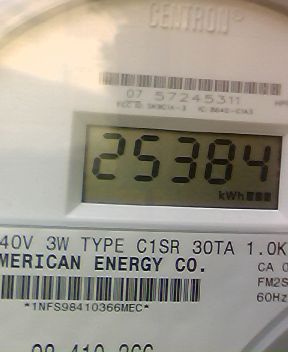 CENTRON
07 57245311
25384
kWh
40V 3W TYPE C1SR 30TA 1.0K
MERICAN ENERGY CO.
CA 0
FM2S
60Hz
*1NFS98410366MEC*